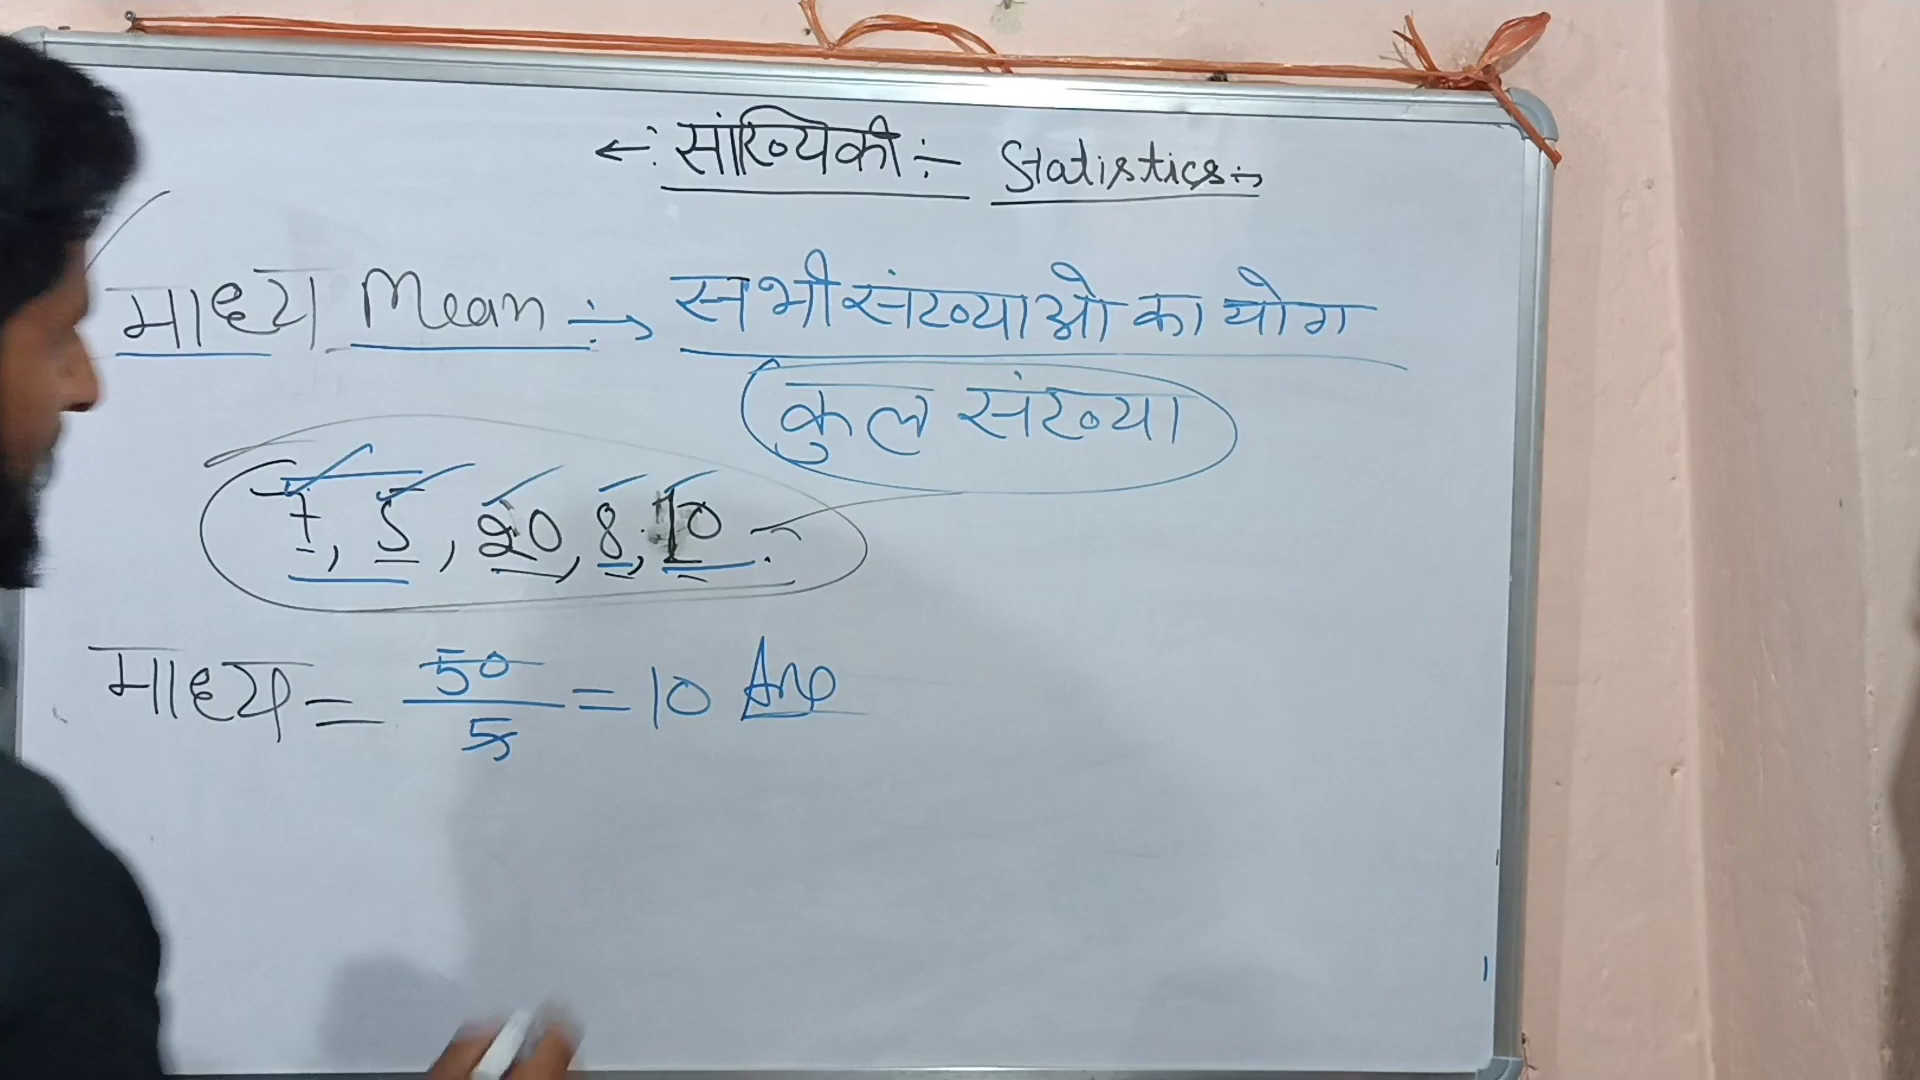 ←: सांख्यिकी :- Statistics :→
माध्य Mean :→ सभी संख्याओ का योग
कुल संख्या
7, 5, 20, 8, 10
माध्य = 50/5 = 10 Ans